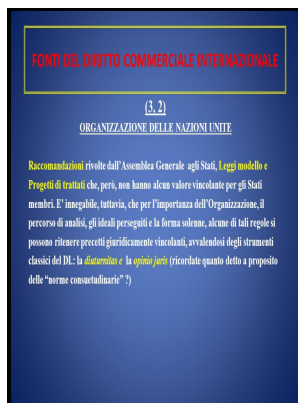 FONTI DEL DIRITTO COMMERCIALE INTERNAZIONALE
(3. 2)
ORGANIZZAZIONE DELLE NAZIONI UNITE
Raccomandazioni rivolte dall'Assemblea Generale agli Stati, Leggi modello e
Progetti di trattati che, però, non hanno alcun valore vincolante per gli Stati
membri. E' innegabile, tuttavia, che per l'importanza dell'Organizzazione, il
percorso di analisi, gli ideali perseguiti e la forma solenne, alcune di tali regole si
possono ritenere precetti giuridicamente vincolanti, avvalendosi degli strumenti
classici del DI.: la diuturnitas e la opinio juris (ricordate quanto detto a proposito
delle "norme consuetudinarie" ?)